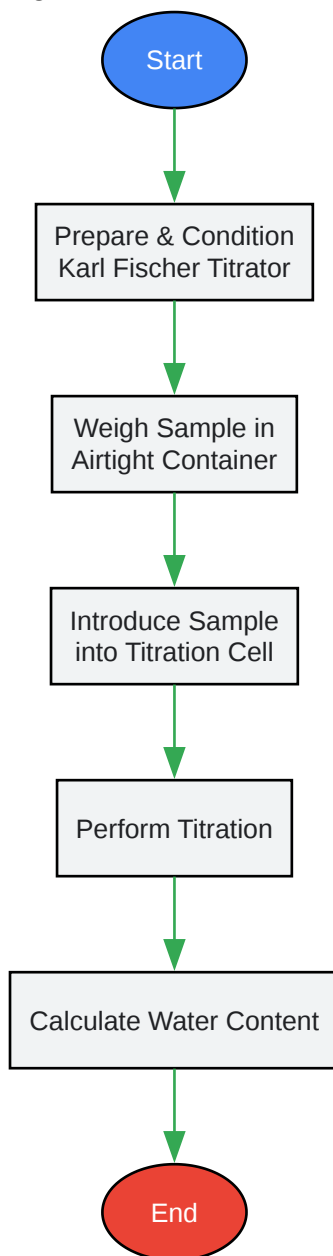 Start
Prepare & Condition
Karl Fischer Titrator
Weigh Sample in
Airtight Container
Introduce Sample
into Titration Cell
Perform Titration
Calculate Water Content
End